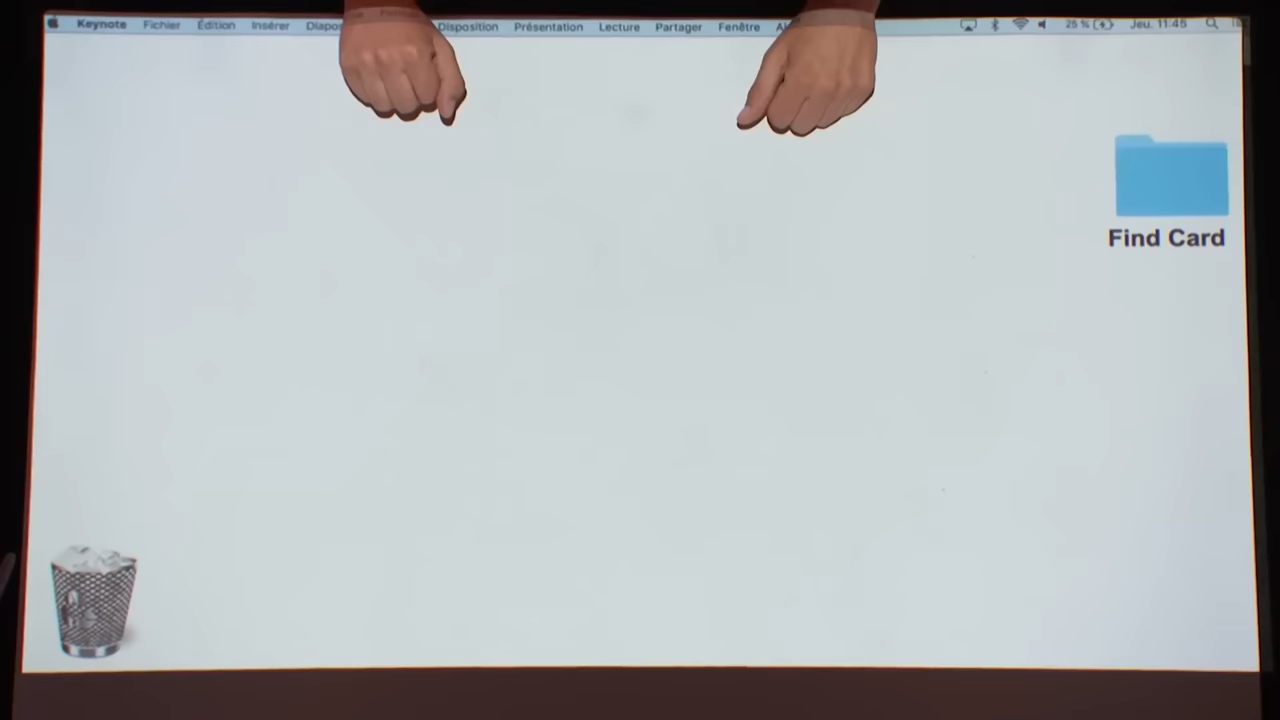 Keynote Fichier Édition Insérer Disposition Présentation Lecture Partager Fenêtre 25 % Jeu. 11:45
Find Card